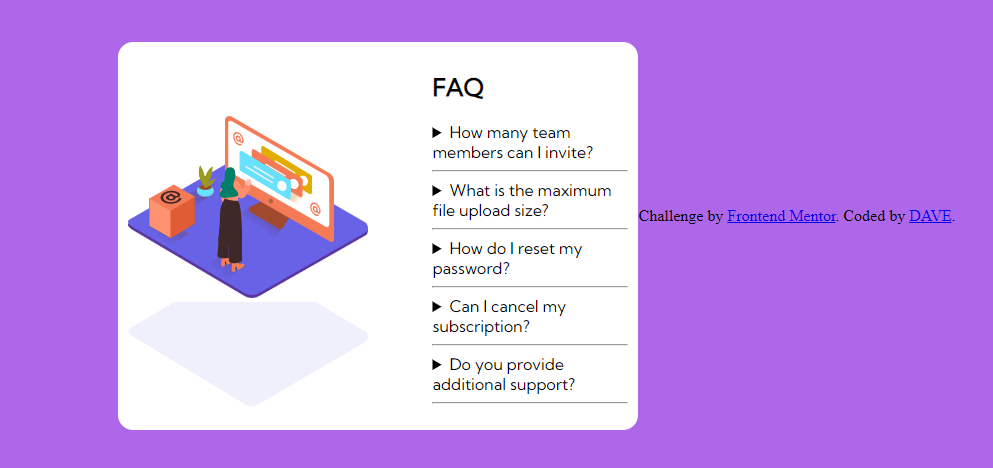 FAQ
How many team
members can I invite?
What is the maximum
file upload size?
How do I reset my
password?
Can I cancel my
subscription?
Do you provide
additional support?
Challenge by Frontend Mentor. Coded by DAVE.
@
@
@